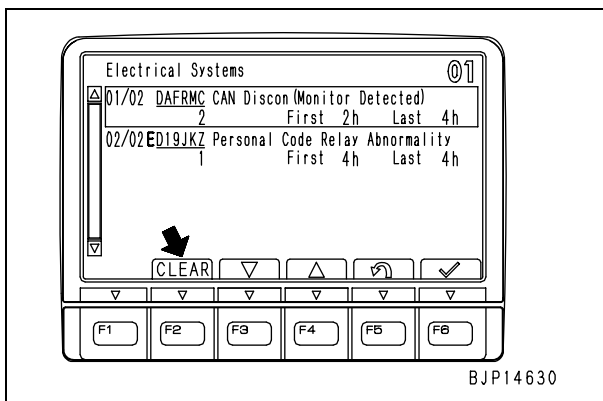 Electrical Systems 01
01/02 DAFRMC CAN Discon (Monitor Detected)
2 First 2h Last 4h
02/02 E D19JKZ Personal Code Relay Abnormality
1 First 4h Last 4h
CLEAR
F1 F2 F3 F4 F5 F6
BJP14630